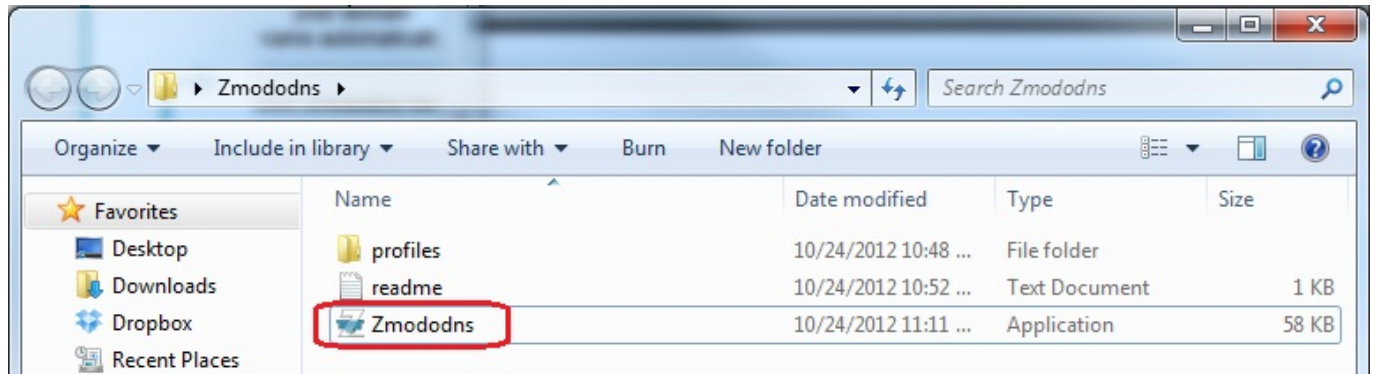 name automatically
Zmododns
Search Zmododns
Organize Include in library Share with Burn New folder
Name Date modified Type Size
Favorites
Desktop
Downloads
Dropbox
Recent Places
profiles 10/24/2012 10:48 ... File folder
readme 10/24/2012 10:52 ... Text Document 1 KB
Zmododns 10/24/2012 11:11 ... Application 58 KB